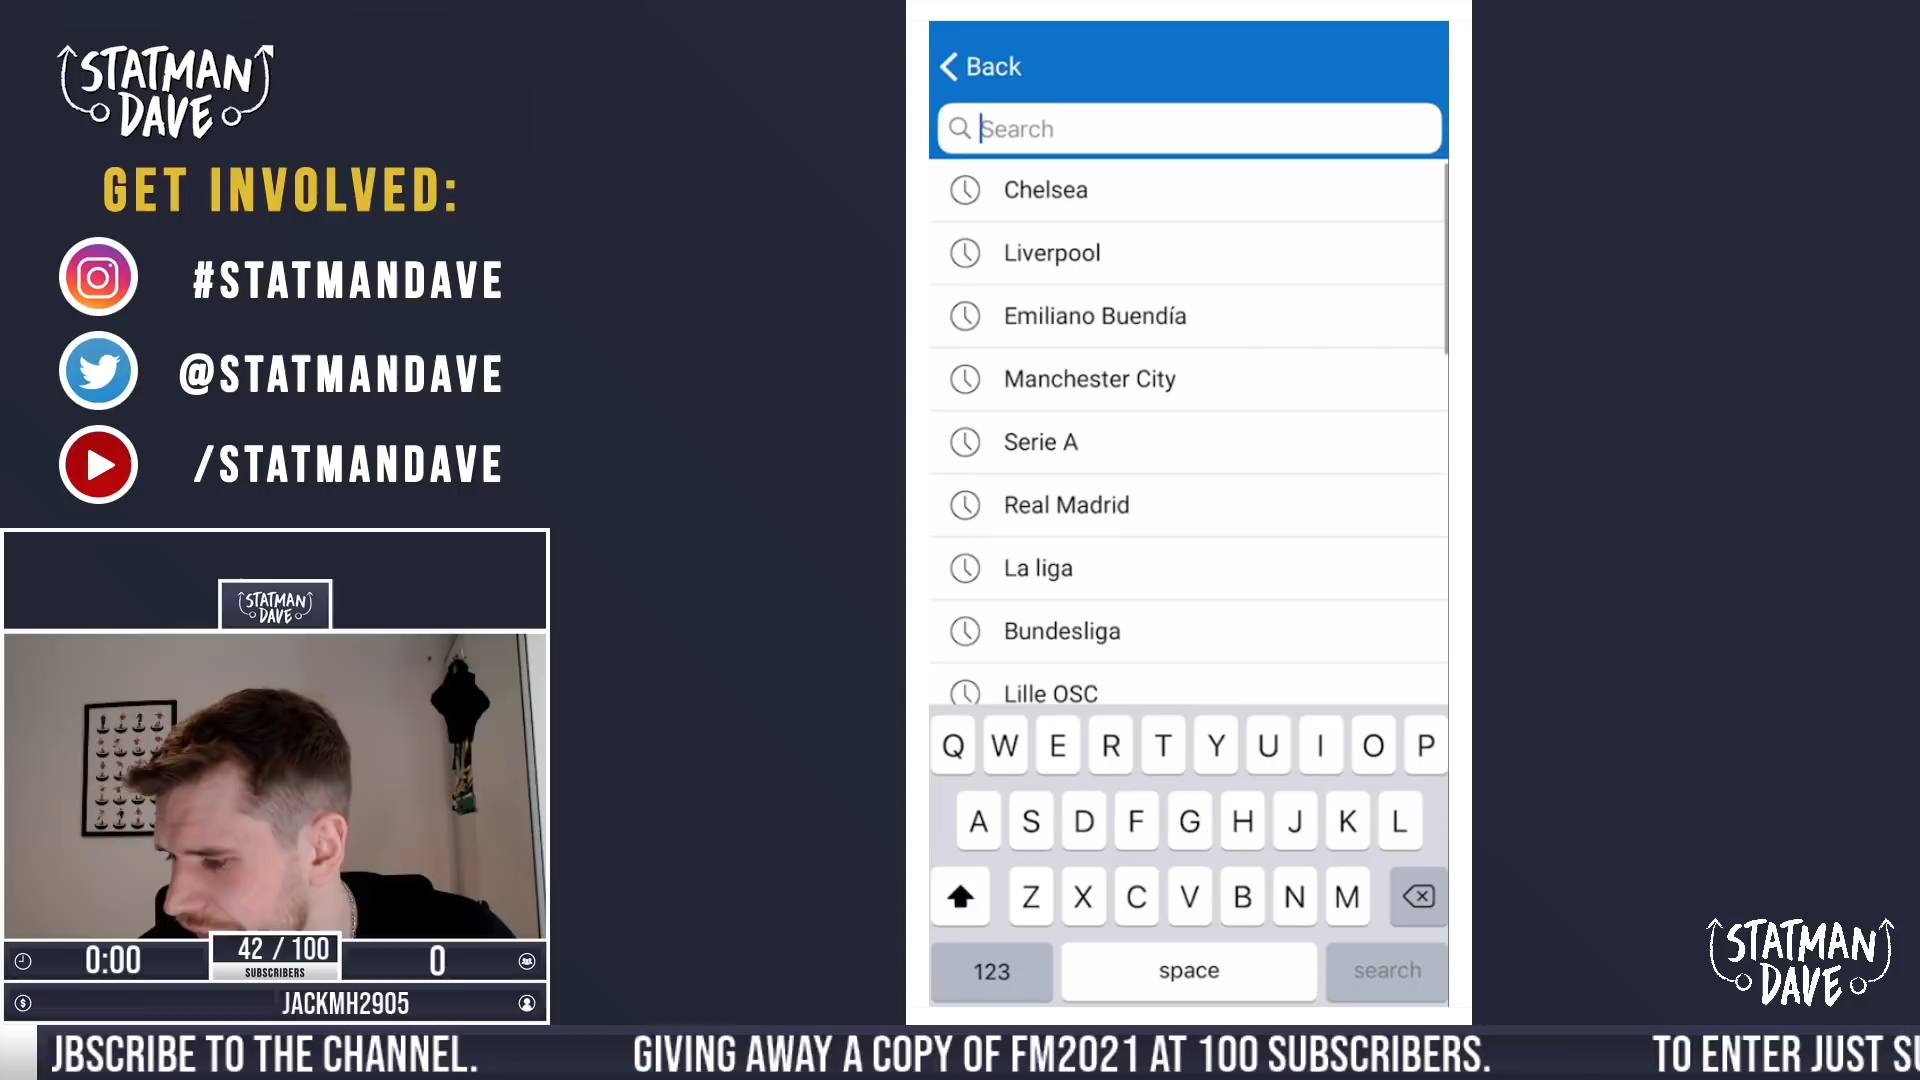 STATMAN
DAVE
GET INVOLVED:
#STATMANDAVE
@STATMANDAVE
/STATMANDAVE
STATMAN
DAVE
0:00
42 / 100
SUBSCRIBERS
0
$
JACKMH2905
Back
Search
Chelsea
Liverpool
Emiliano Buendía
Manchester City
Serie A
Real Madrid
La liga
Bundesliga
Lille OSC
Q W E R T Y U I O P
A S D F G H J K L
Z X C V B N M
123 space search
STATMAN
DAVE
JBSCRIBE TO THE CHANNEL. GIVING AWAY A COPY OF FM2021 AT 100 SUBSCRIBERS. TO ENTER JUST SU